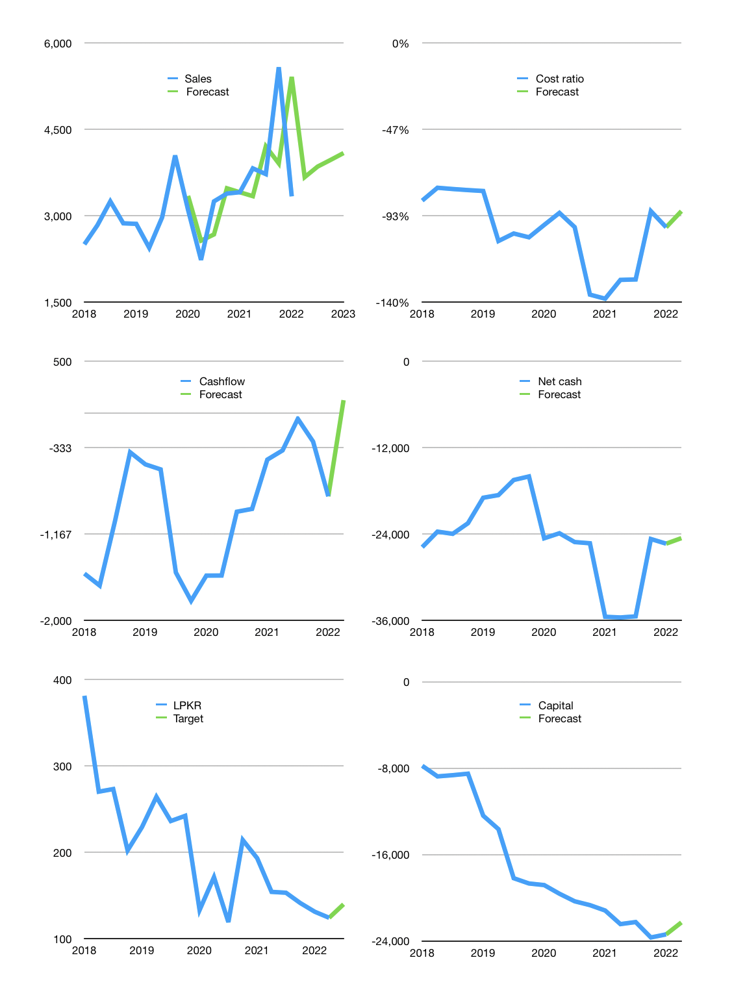 6,000
Sales
Forecast
4,500
3,000
1,500
2018 2019 2020 2021 2022 2023
0%
Cost ratio
Forecast
-47%
-93%
-140%
2018 2019 2020 2021 2022
500
Cashflow
Forecast
-333
-1,167
-2,000
2018 2019 2020 2021 2022
0
Net cash
Forecast
-12,000
-24,000
-36,000
2018 2019 2020 2021 2022
400
LPKR
Target
300
200
100
2018 2019 2020 2021 2022
0
Capital
Forecast
-8,000
-16,000
-24,000
2018 2019 2020 2021 2022